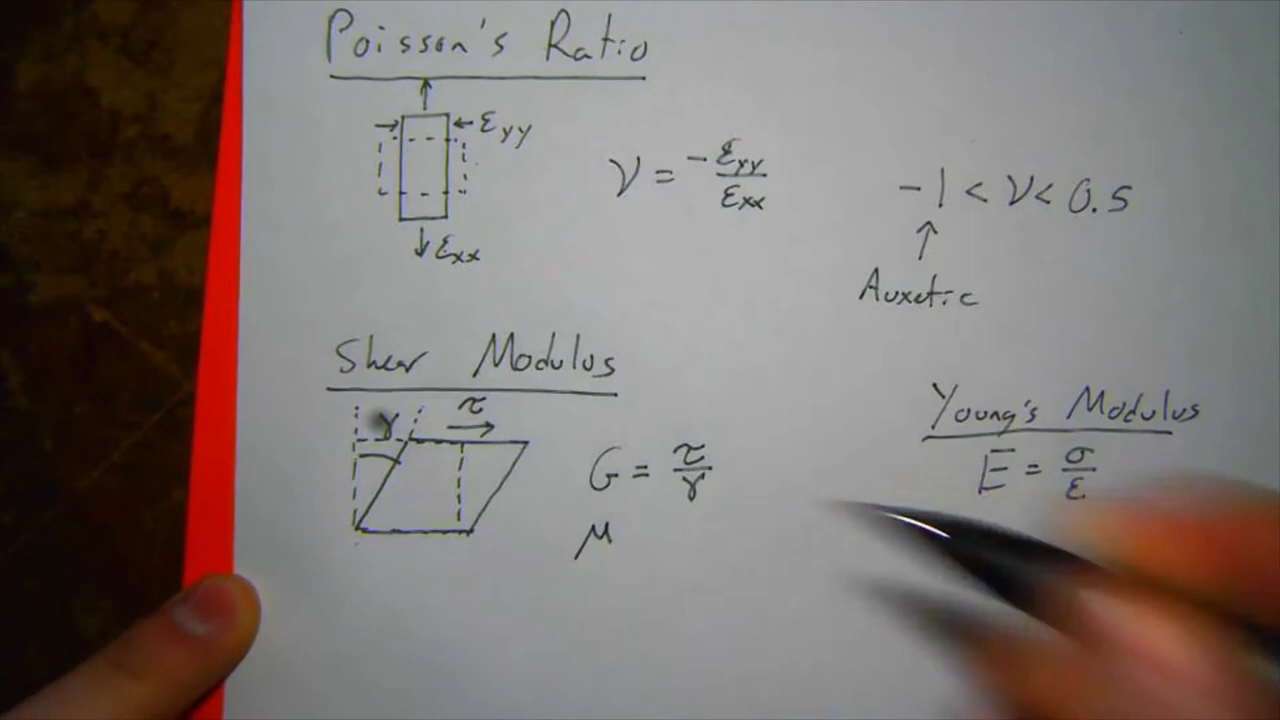 Poisson's Ratio
εyy
ν = -εyy/εxx
-1 < ν < 0.5
εxx
Auxetic
Shear Modulus
γ
τ
G = τ/γ
μ
Young's Modulus
E = σ/ε